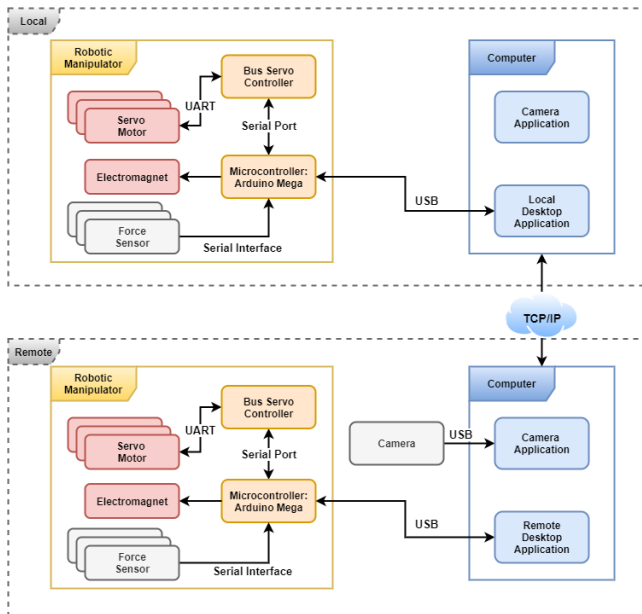 Local
Robotic
Manipulator
Bus Servo
Controller
UART
Servo
Motor
Serial Port
Electromagnet
Microcontroller:
Arduino Mega
Force
Sensor
Serial Interface
USB
Computer
Camera
Application
Local
Desktop
Application
TCP/IP
Remote
Robotic
Manipulator
Bus Servo
Controller
UART
Servo
Motor
Serial Port
Electromagnet
Microcontroller:
Arduino Mega
Force
Sensor
Serial Interface
Camera
USB
USB
Computer
Camera
Application
Remote
Desktop
Application